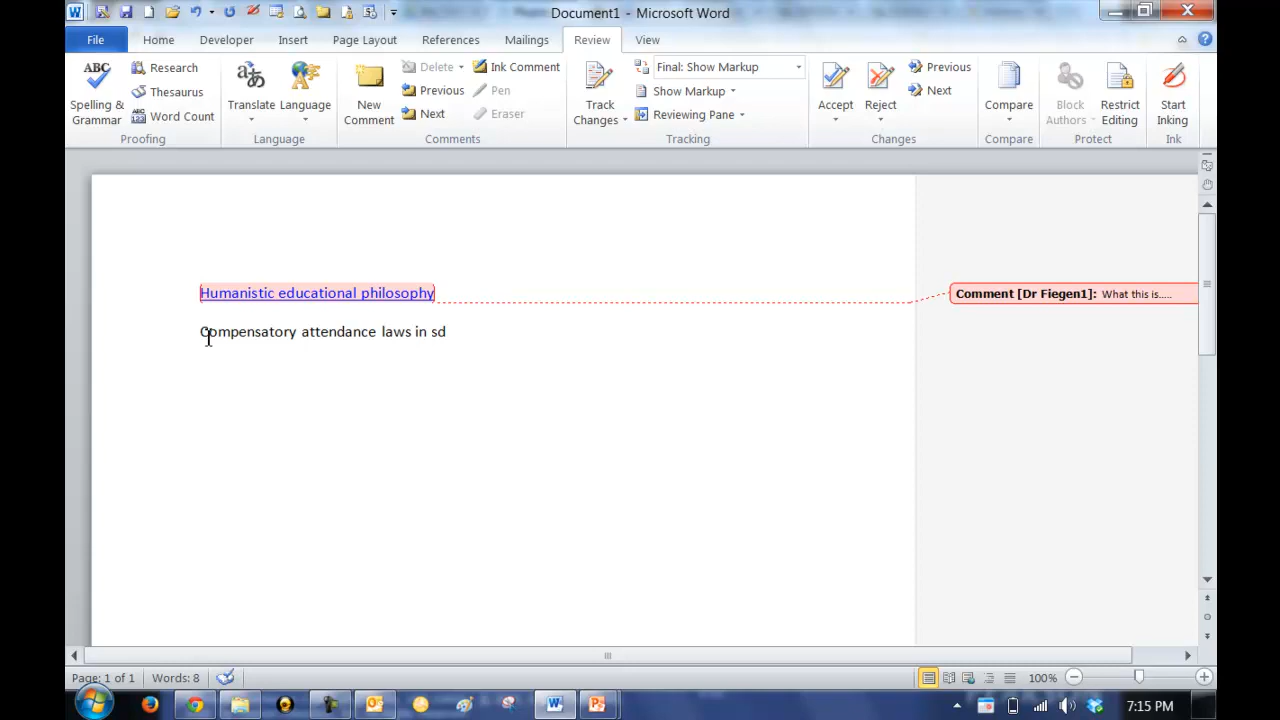 Document1 - Microsoft Word
File Home Developer Insert Page Layout References Mailings Review View
ABC Spelling & Grammar
Research
Thesaurus
ABC 123 Word Count
Proofing
Translate
Language
Language
New Comment
Delete
Previous
Next
Ink Comment
Pen
Eraser
Comments
Track Changes
Final: Show Markup
Show Markup
Reviewing Pane
Tracking
Accept
Reject
Previous
Next
Changes
Compare
Compare
Block Authors
Restrict Editing
Protect
Start Inking
Ink
Humanistic educational philosophy
Comment [Dr Fiegen1]: What this is.....
Compensatory attendance laws in sd
Page: 1 of 1 Words: 8 100%
7:15 PM